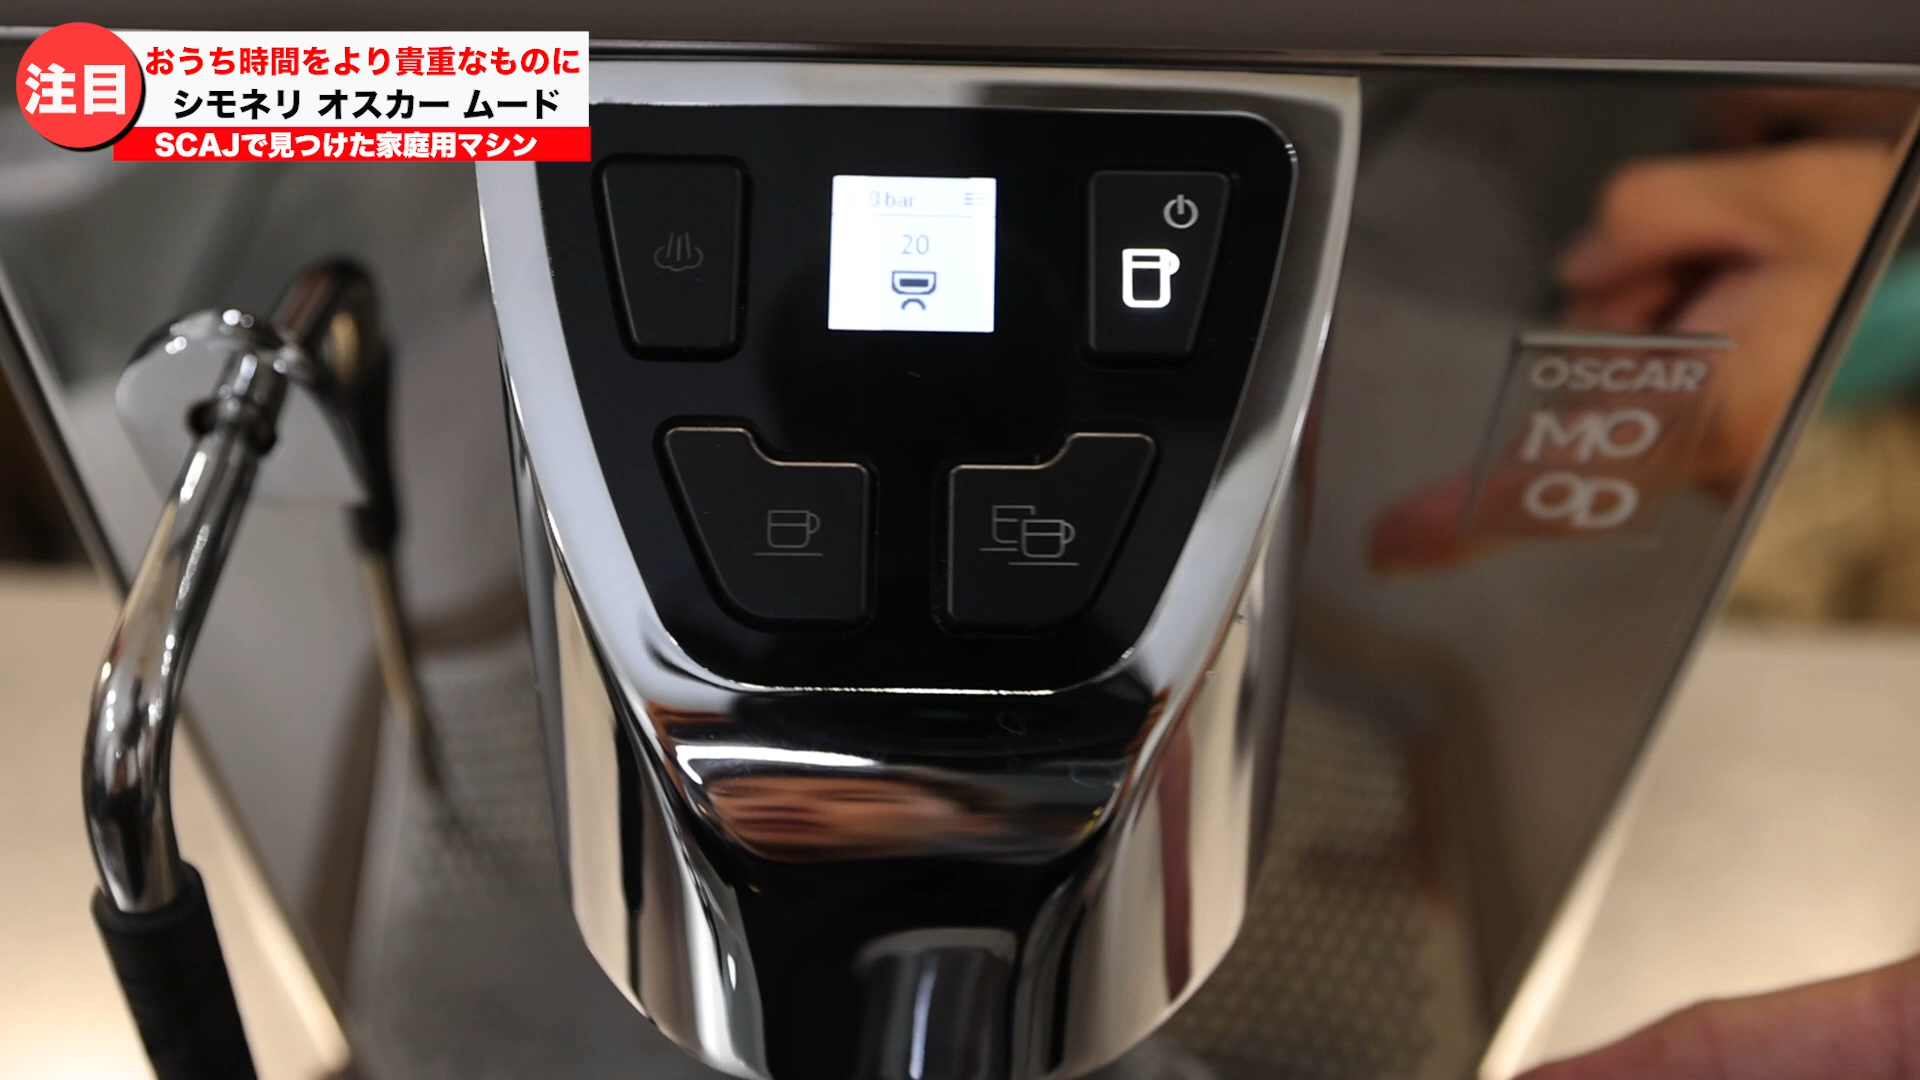 注目
おうち時間をより貴重なものに
シモネリ オスカー ムード
SCAJで見つけた家庭用マシン
0 bar
20
OSCAR
MO
OD